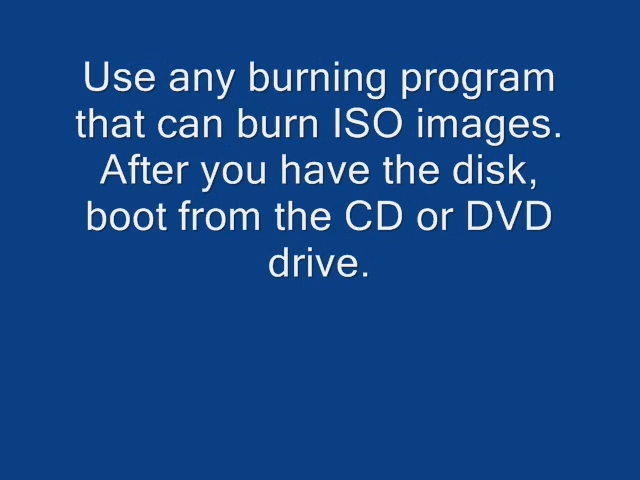 Use any burning program
that can burn ISO images.
After you have the disk,
boot from the CD or DVD
drive.